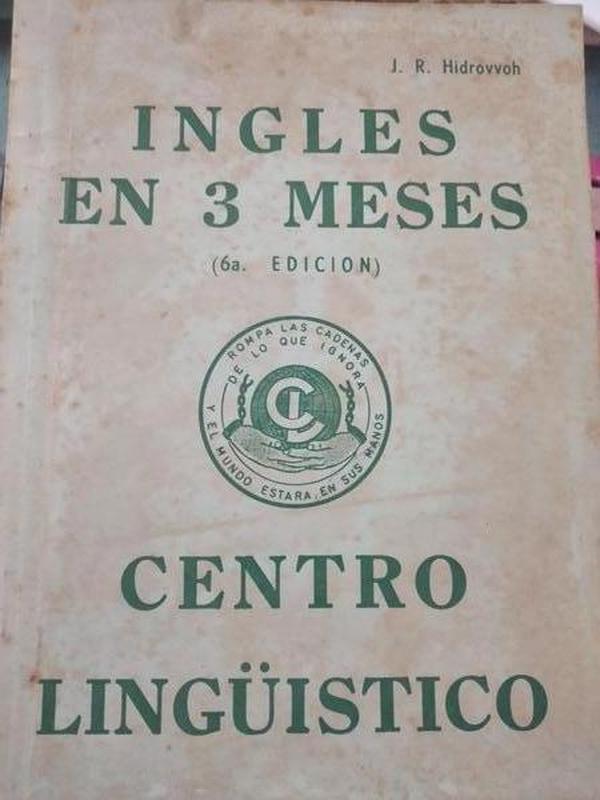 J. R. Hidrovvoh
INGLES
EN 3 MESES
(6a. EDICION)
ROMPA LAS CADENAS
DE LO QUE IGNORA
Y EL MUNDO ESTARA, EN SUS MANOS
CL
CENTRO
LINGÜISTICO